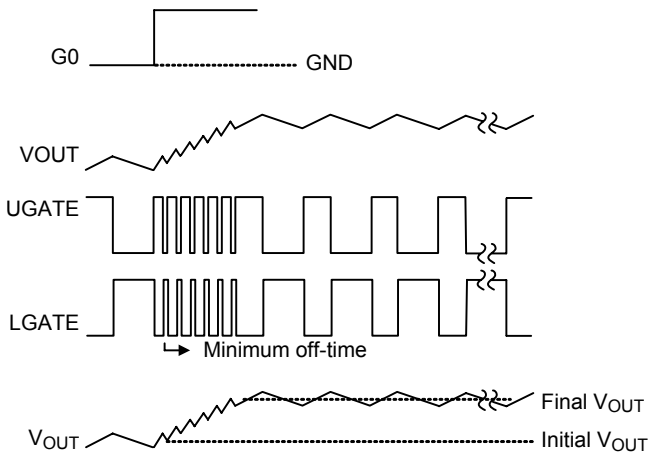 G0
GND
VOUT
UGATE
LGATE
Minimum off-time
Final VOUT
VOUT
Initial VOUT